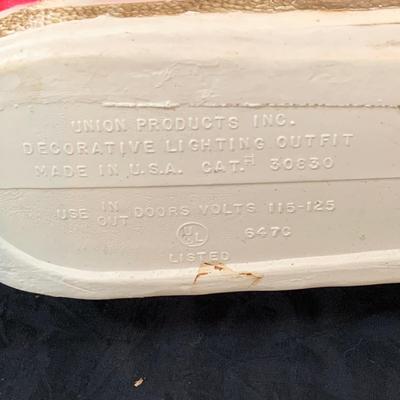 UNION PRODUCTS INC.
DECORATIVE LIGHTING OUTFIT
MADE IN U.S.A. CAT.# 30830
USE IN OUT DOORS VOLTS 115-125
UL 647C
LISTED